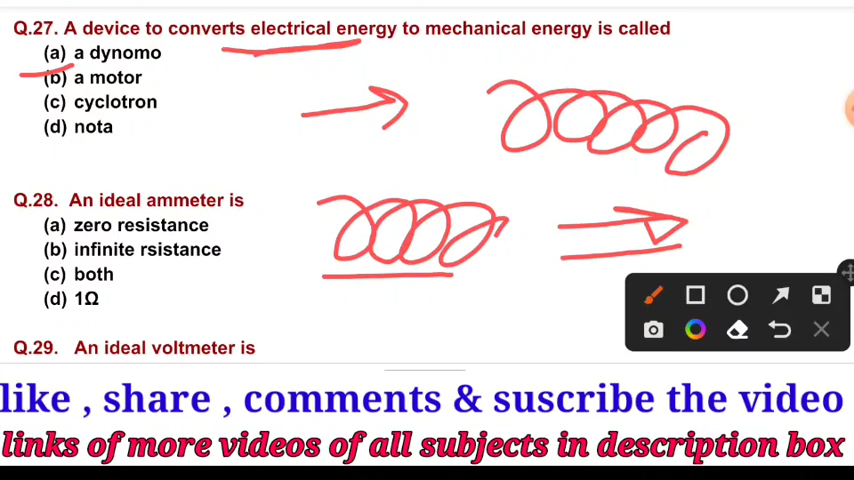 Q.27. A device to converts electrical energy to mechanical energy is called
(a) a dynomo
(b) a motor
(c) cyclotron
(d) nota
Q.28. An ideal ammeter is
(a) zero resistance
(b) infinite rsistance
(c) both
(d) 1Ω
Q.29. An ideal voltmeter is
like , share , comments & suscribe the video
links of more videos of all subjects in description box